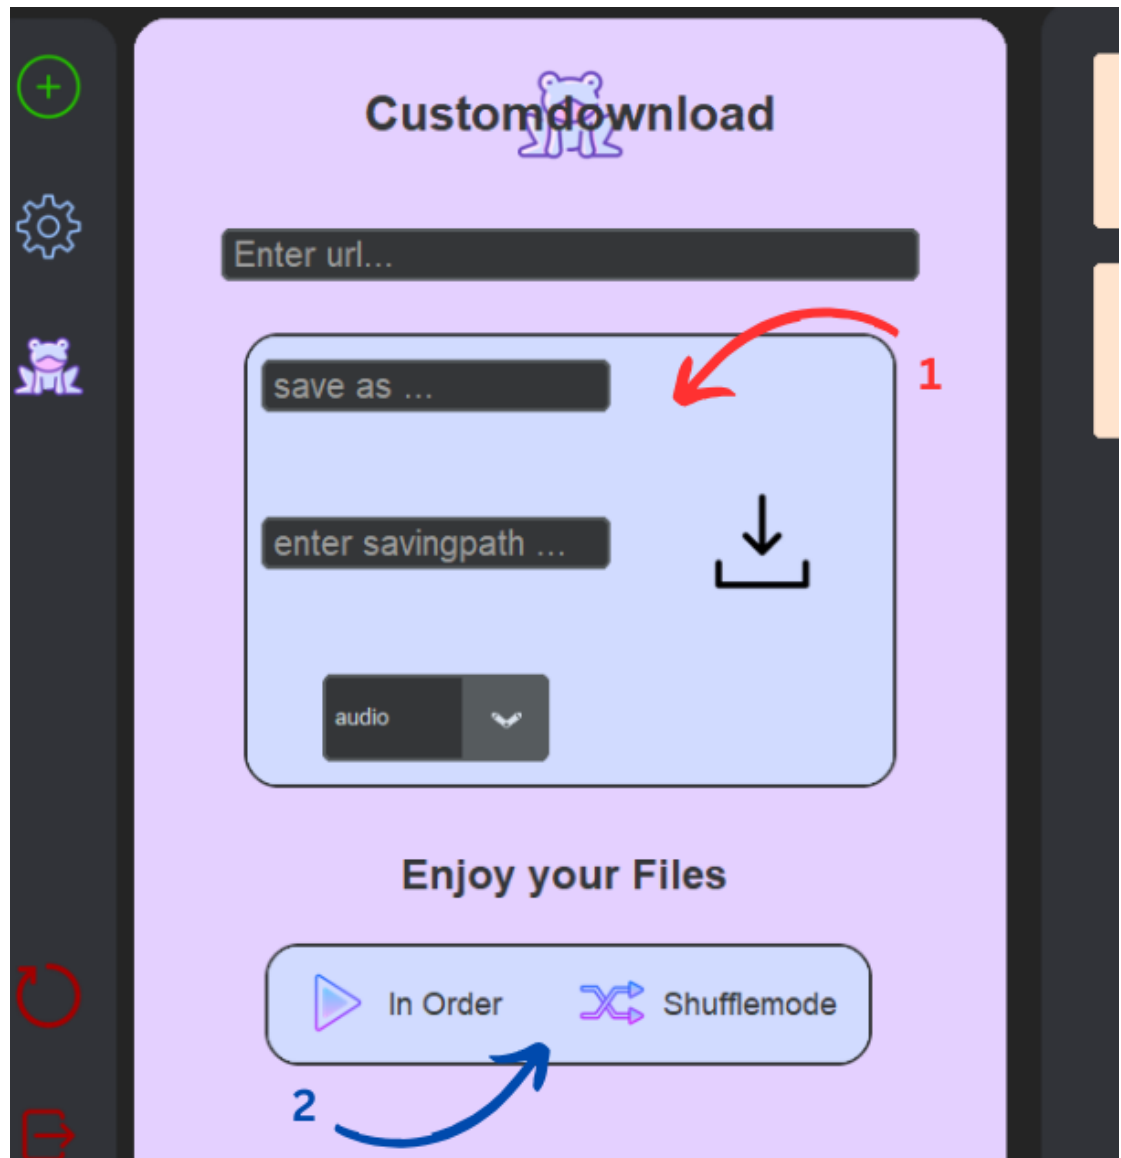 Customdownload
Enter url...
save as ...
1
enter savingpath ...
audio
Enjoy your Files
In Order
Shufflemode
2